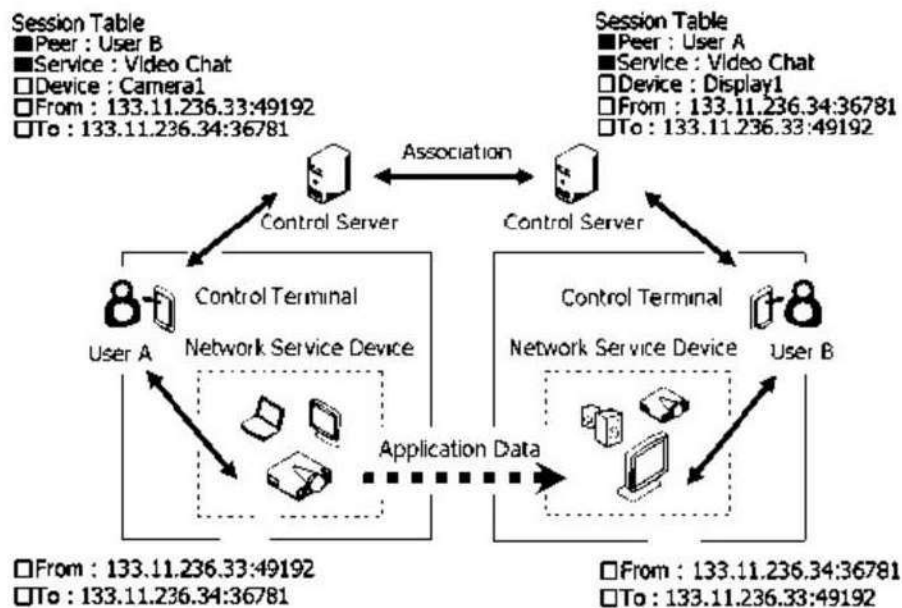 Session Table
■Peer : User B
■Service : Video Chat
□Device : Camera1
□From : 133.11.236.33:49192
□To : 133.11.236.34:36781
Session Table
■Peer : User A
■Service : Video Chat
□Device : Display1
□From : 133.11.236.34:36781
□To : 133.11.236.33:49192
Association
Control Server
Control Server
Control Terminal
Control Terminal
User A
Network Service Device
Network Service Device
User B
Application Data
□From : 133.11.236.33:49192
□To : 133.11.236.34:36781
□From : 133.11.236.34:36781
□To : 133.11.236.33:49192